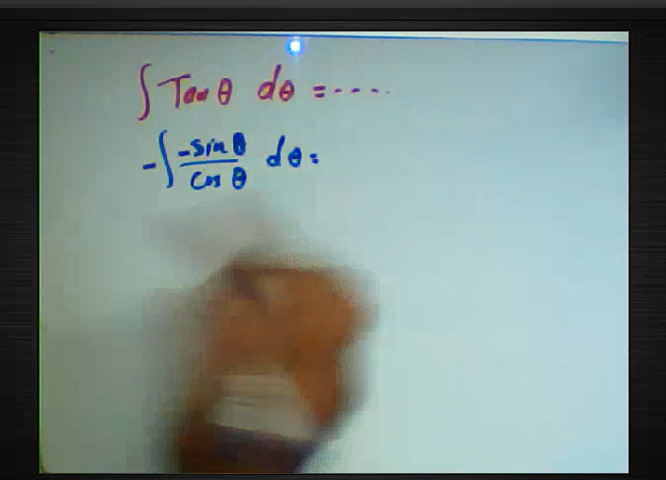 ∫ Tan θ dθ = ....
-∫ -sin θ / cos θ dθ =